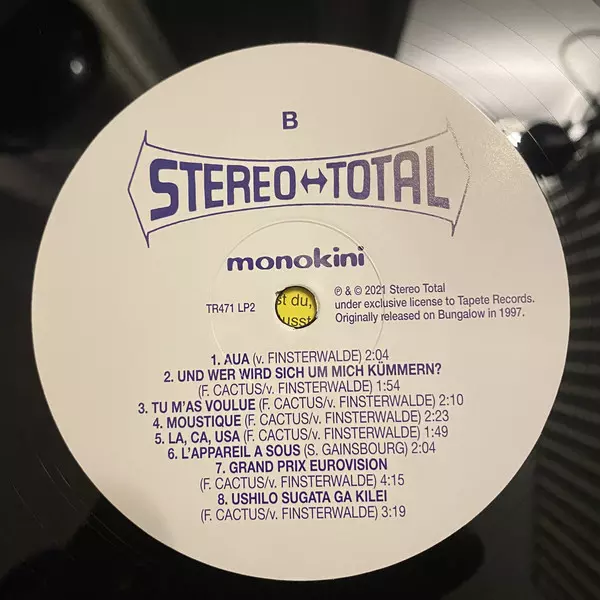 B
STEREO↔TOTAL
monokini
TR471 LP2
st du,
usst
℗ & © 2021 Stereo Total
under exclusive license to Tapete Records.
Originally released on Bungalow in 1997.
1. AUA (v. FINSTERWALDE) 2:04
2. UND WER WIRD SICH UM MICH KÜMMERN?
(F. CACTUS/v. FINSTERWALDE) 1:54
3. TU M'AS VOULUE (F. CACTUS/v. FINSTERWALDE) 2:10
4. MOUSTIQUE (F. CACTUS/v. FINSTERWALDE) 2:23
5. LA, CA, USA (F. CACTUS/v. FINSTERWALDE) 1:49
6. L'APPAREIL A SOUS (S. GAINSBOURG) 2:04
7. GRAND PRIX EUROVISION
(F. CACTUS/v. FINSTERWALDE) 4:15
8. USHILO SUGATA GA KILEI
(F. CACTUS/v. FINSTERWALDE) 3:19